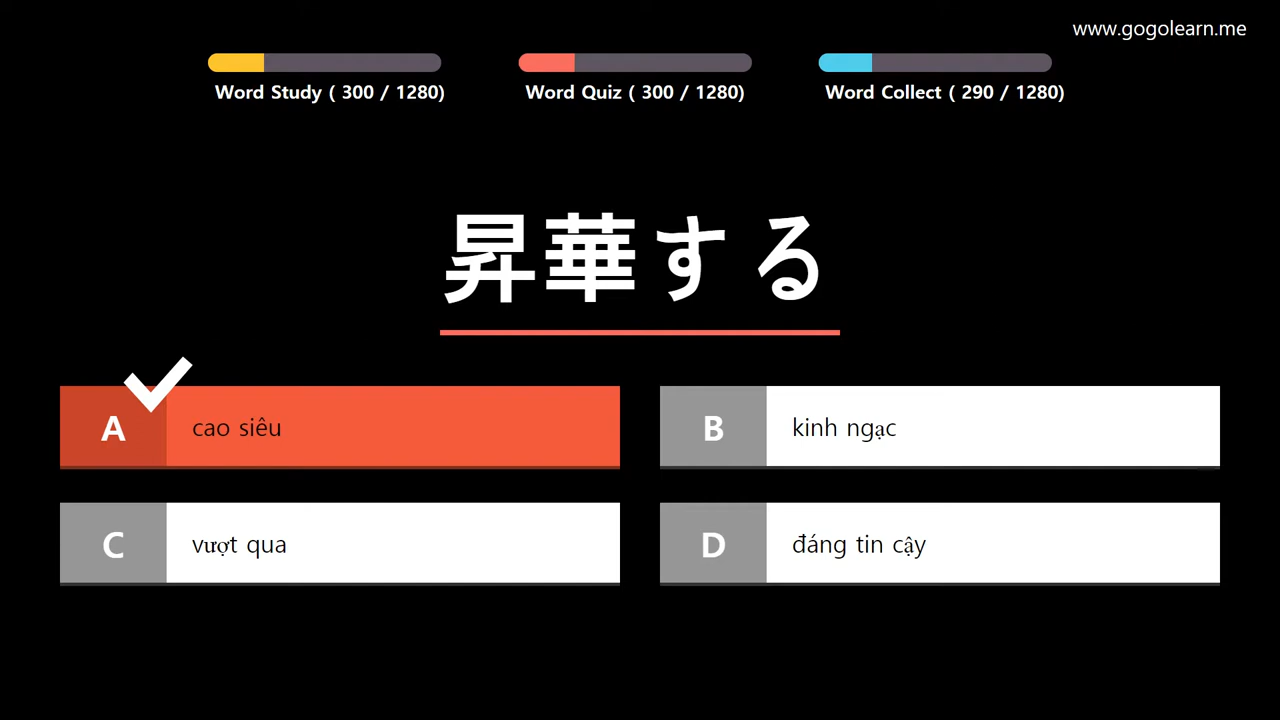 www.gogolearn.me
Word Study ( 300 / 1280)
Word Quiz ( 300 / 1280)
Word Collect ( 290 / 1280)
昇華する
A cao siêu
B kinh ngạc
C vượt qua
D đáng tin cậy